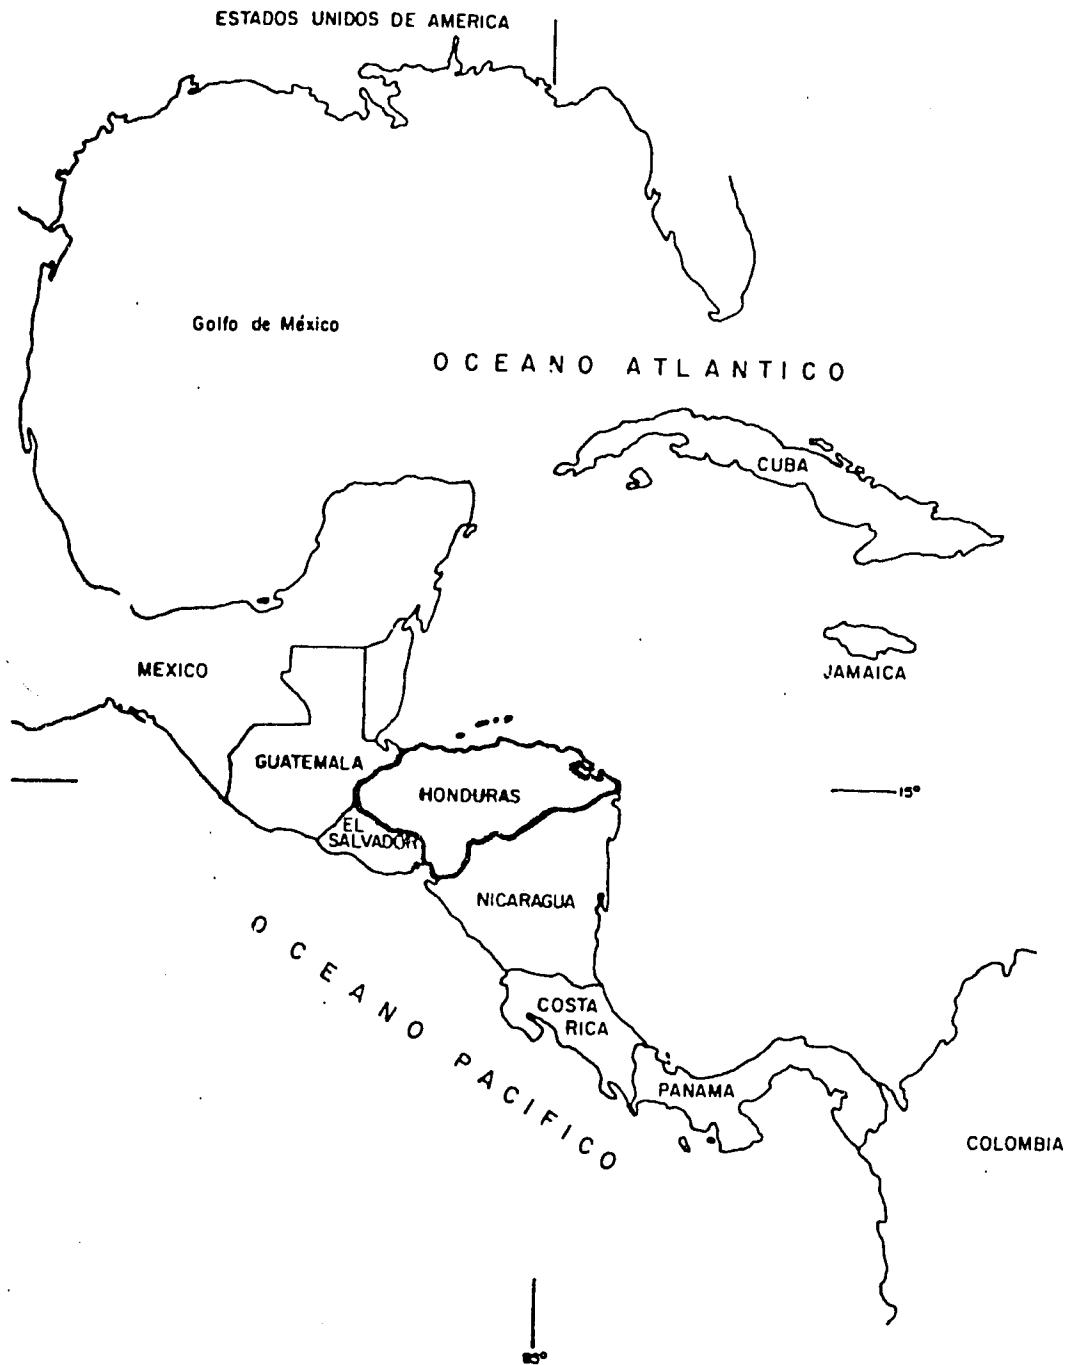 ESTADOS UNIDOS DE AMERICA
Golfo de México
OCEANO ATLANTICO
CUBA
MEXICO
JAMAICA
GUATEMALA
HONDURAS
15°
EL
SALVADOR
NICARAGUA
OCEANO PACIFICO
COSTA
RICA
PANAMA
COLOMBIA
85°